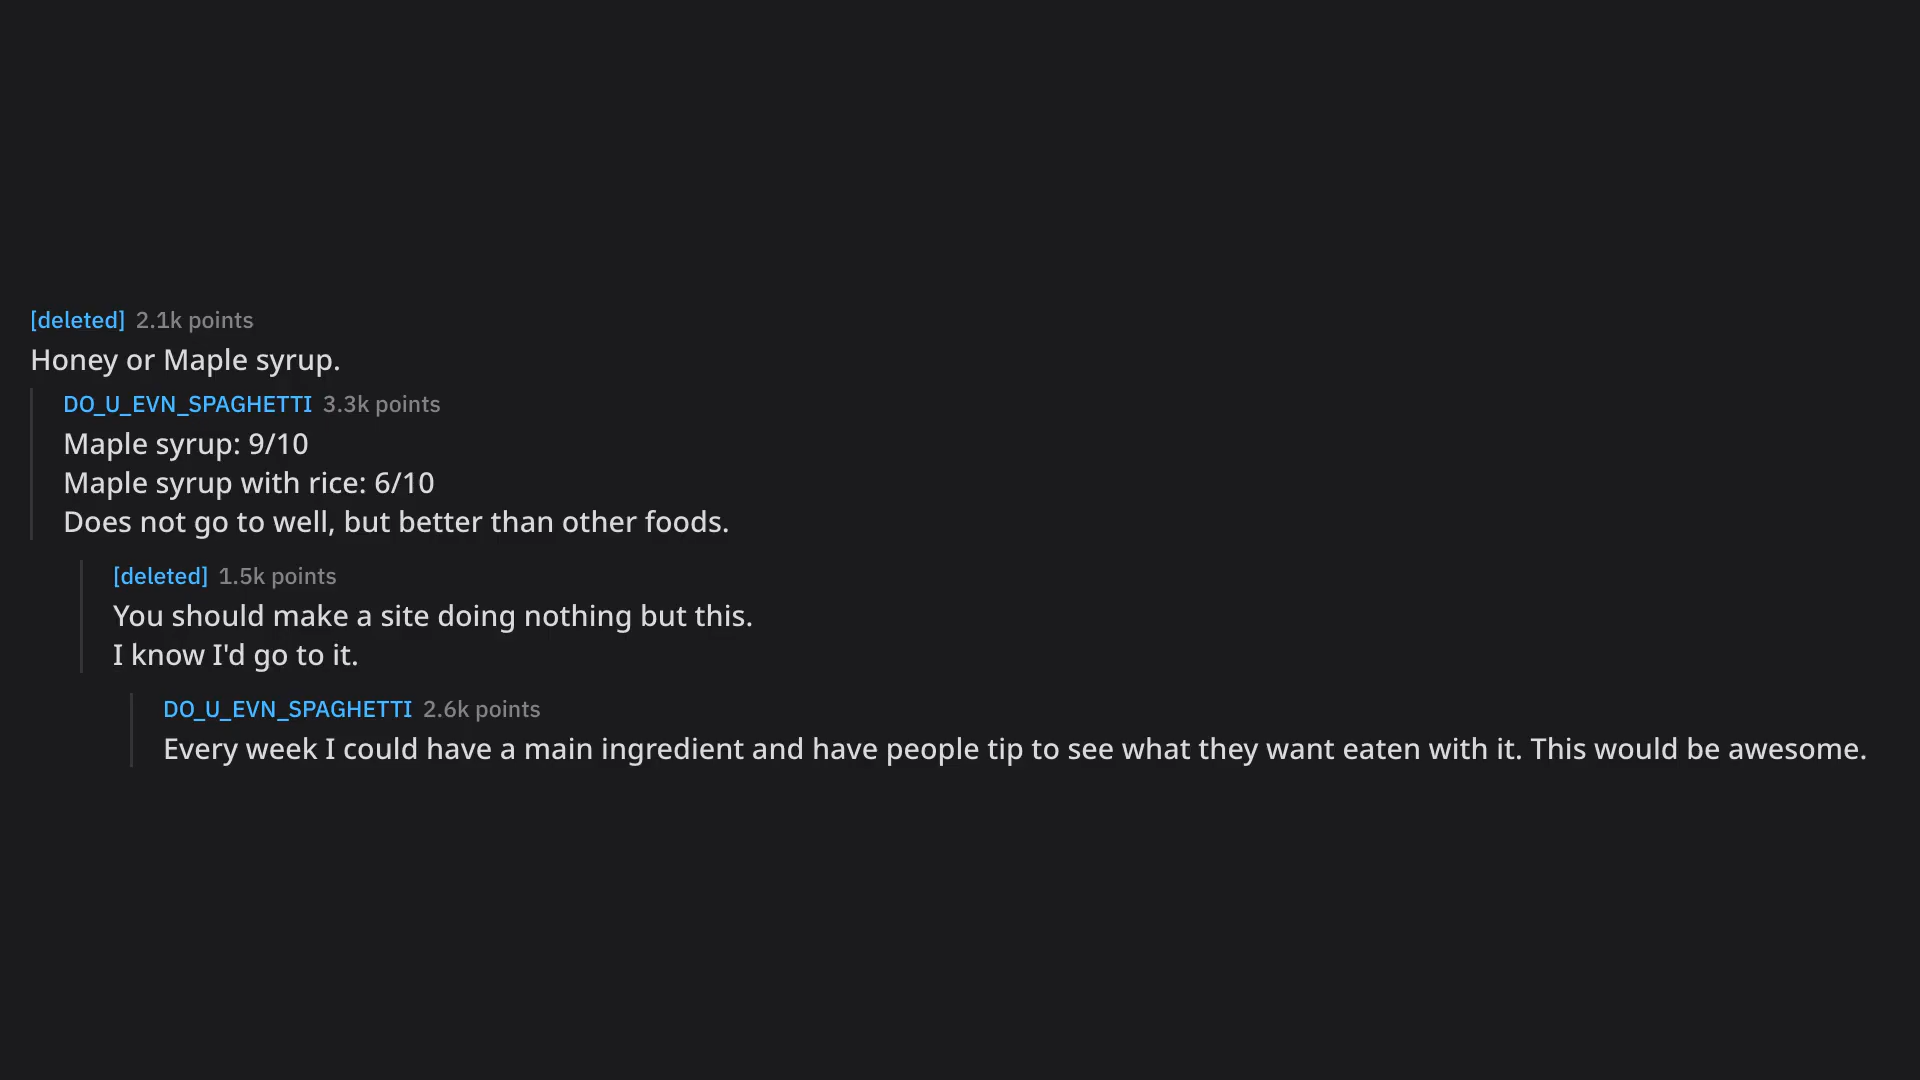 [deleted] 2.1k points
Honey or Maple syrup.
DO_U_EVN_SPAGHETTI 3.3k points
Maple syrup: 9/10
Maple syrup with rice: 6/10
Does not go to well, but better than other foods.
[deleted] 1.5k points
You should make a site doing nothing but this.
I know I'd go to it.
DO_U_EVN_SPAGHETTI 2.6k points
Every week I could have a main ingredient and have people tip to see what they want eaten with it. This would be awesome.